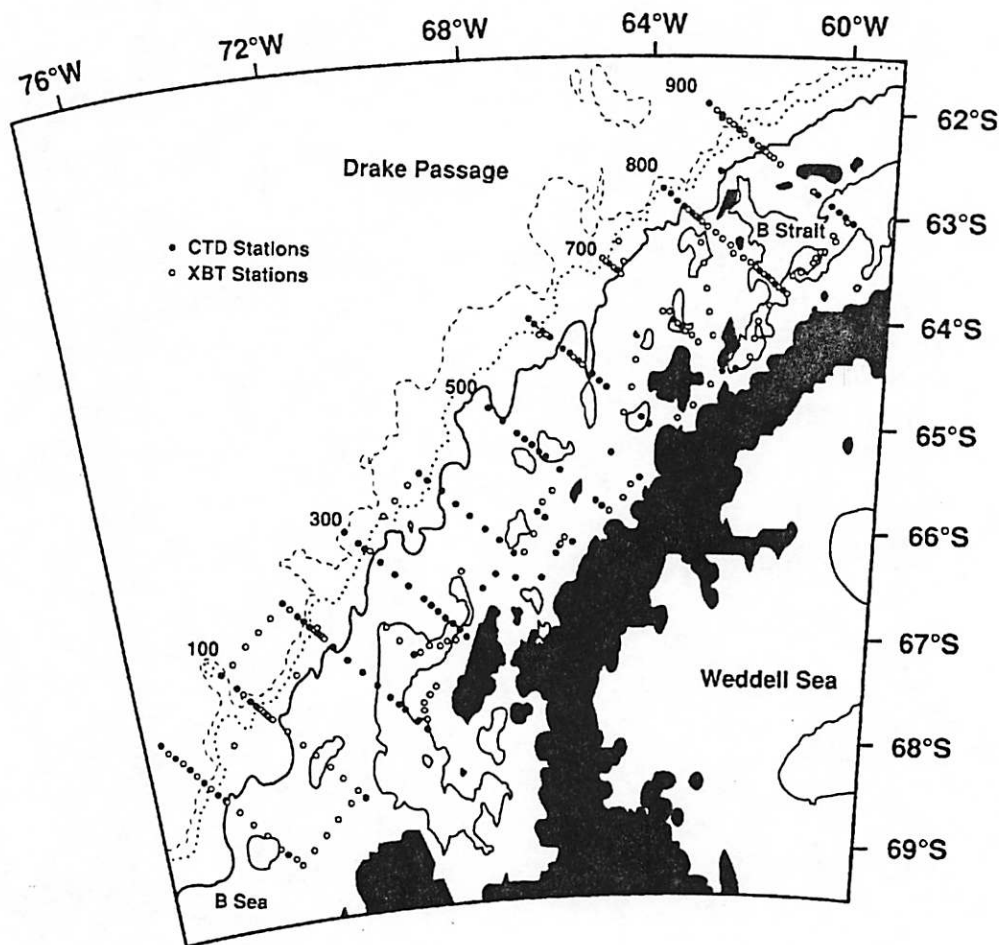 76°W
72°W
68°W
64°W
60°W
62°S
63°S
64°S
65°S
66°S
67°S
68°S
69°S
Drake Passage
• CTD Stations
○ XBT Stations
900
800
700
500
300
100
B Strait
Weddell Sea
B Sea